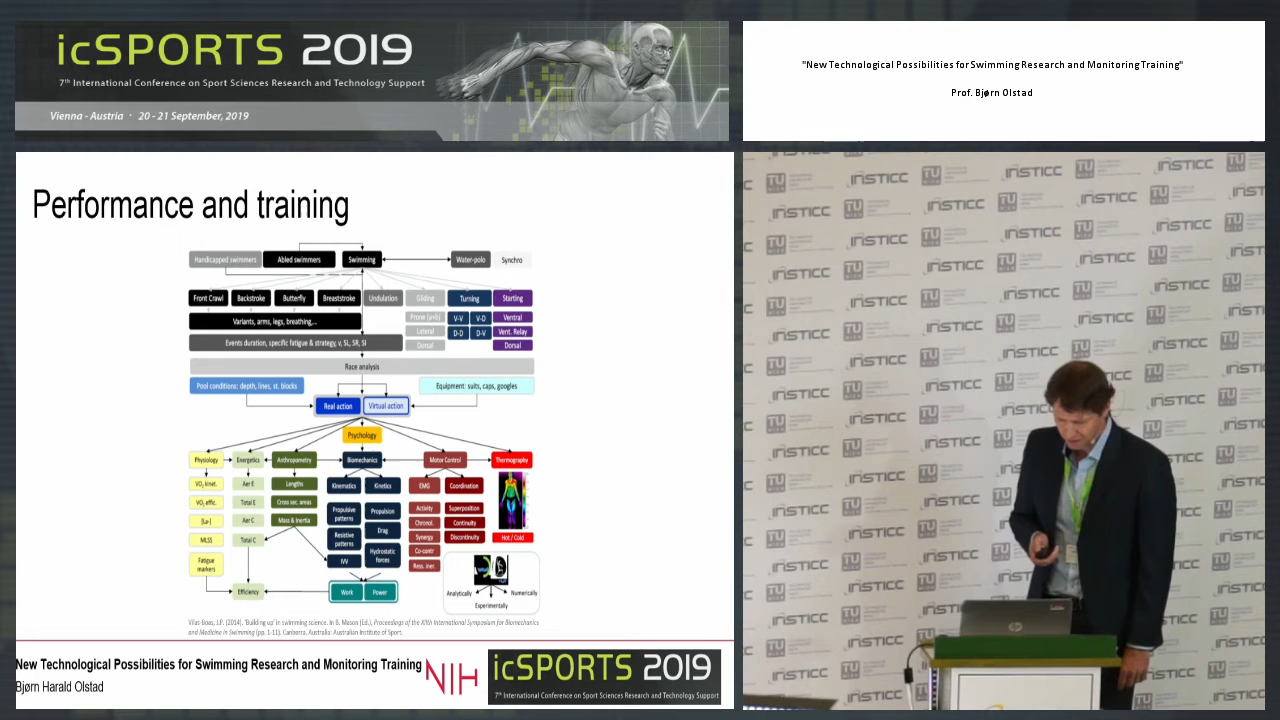 icSPORTS 2019
7th International Conference on Sport Sciences Research and Technology Support
Vienna - Austria · 20 - 21 September, 2019
"New Technological Possibilities for Swimming Research and Monitoring Training"
Prof. Bjørn Olstad
Performance and training
Handicapped swimmers Abled swimmers Swimming Water-polo Synchro
Front Crawl Backstroke Butterfly Breaststroke Undulation Gliding Turning Starting
Variants, arms, legs, breathing,... Prone (a+b) V-V V-D Ventral
Lateral D-D D-V Vent. Relay
Events duration, specific fatigue & strategy, v, SL, SR, SI Dorsal Dorsal
Race analysis
Pool conditions: depth, lines, st. blocks Equipment: suits, caps, googles
Real action Virtual action
Psychology
Physiology Energetics Anthropometry Biomechanics Motor Control Thermography
VO2 kinet. Aer E Lengths Kinematics Kinetics EMG Coordination
VO2 effic. Total E Cross sec. areas Propulsive patterns Propulsion Activity Superposition
[La-] Aer C Mass & Inertia Resistive patterns Drag Chronol. Continuity
MLSS Total C Synergy Discontinuity Hot / Cold
Fatigue markers IVV Hydrostatic forces Co-contr
Ress. iner.
Efficiency Work Power Analytically Numerically
Experimentally
Vilas-Boas, J.P. (2014). 'Building up' in swimming science. In B. Mason (Ed.), Proceedings of the XIIth International Symposium for Biomechanics
and Medicine in Swimming (pp. 1-11). Canberra, Australia: Australian Institute of Sport.
New Technological Possibilities for Swimming Research and Monitoring Training
Bjørn Harald Olstad
NIH
icSPORTS 2019
7th International Conference on Sport Sciences Research and Technology Support
INSTICC
TU
WIEN
hp